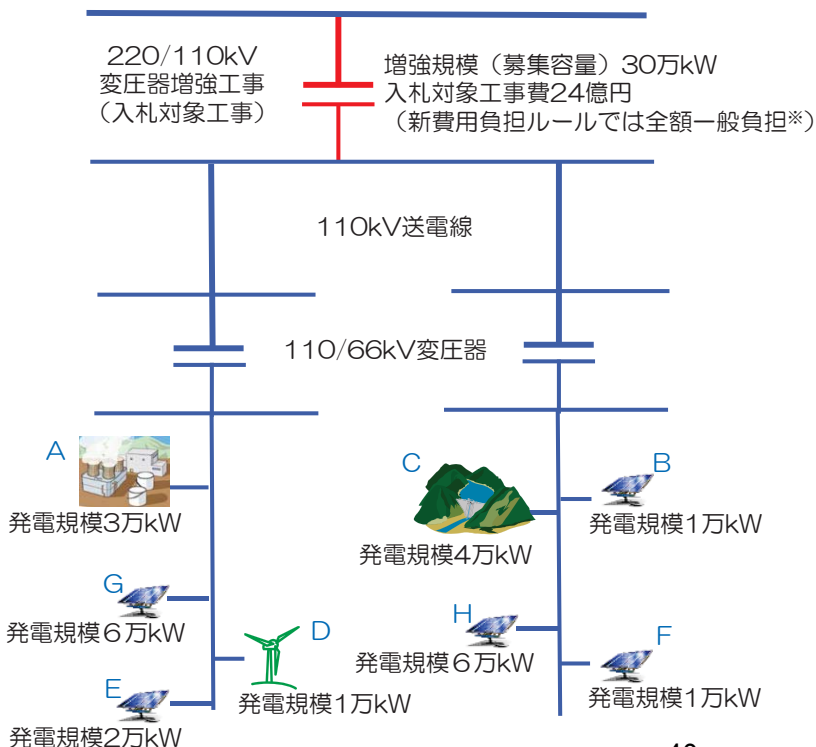 220/110kV
変圧器増強工事
（入札対象工事）
増強規模（募集容量）30万kW
入札対象工事費24億円
（新費用負担ルールでは全額一般負担※）
110kV送電線
110/66kV変圧器
A
発電規模3万kW
C
発電規模4万kW
B
発電規模1万kW
G
発電規模6万kW
D
発電規模1万kW
H
発電規模6万kW
F
発電規模1万kW
E
発電規模2万kW